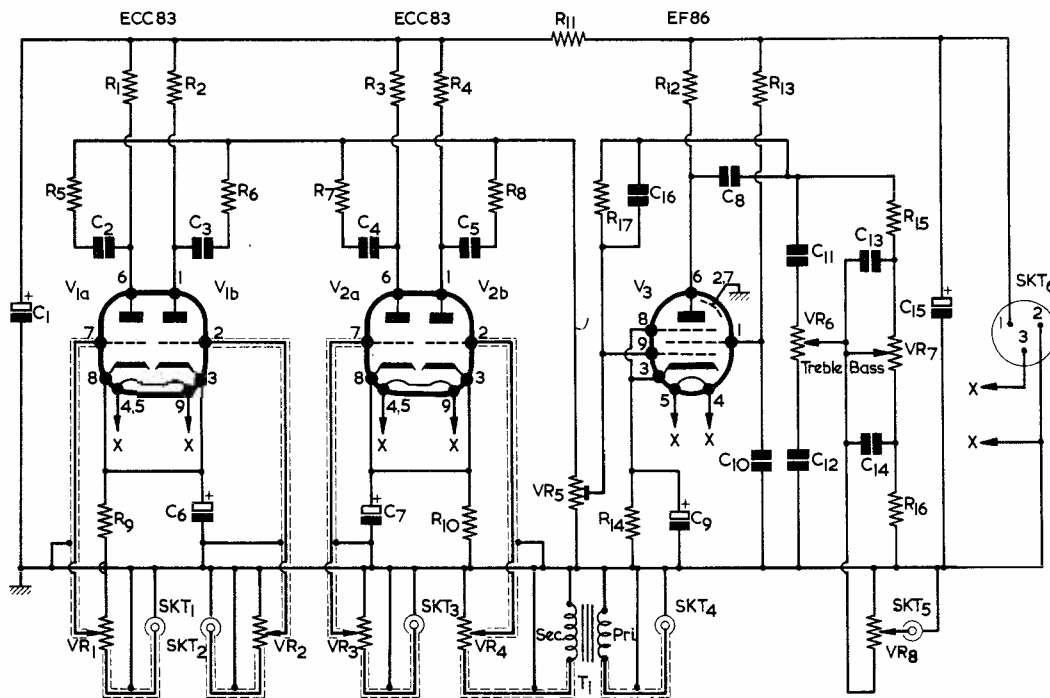 ECC83 ECC83 EF86
R11
R1 R2 R3 R4 R12 R13
R5 R6 R7 R8 R17 C16 C8 R15
C2 C3 C4 C5 C11 C13
6 1 6 1 6 2,7 C15 SKT6
C1 V1a V1b V2a V2b V3
7 2 7 2 8 1 VR6 VR7 1 2
9 3
Treble Bass
8 3 8 3 3
4,5 9 4,5 9 5 4 X
X X X X X X X
C10 C12 C14
VR5
R9 C6 C7 R10 R14 C9 R16
SKT1 SKT3 SKT4 SKT5
VR1 SKT2 VR2 VR3 VR4 Sec. Pri. VR8
T1